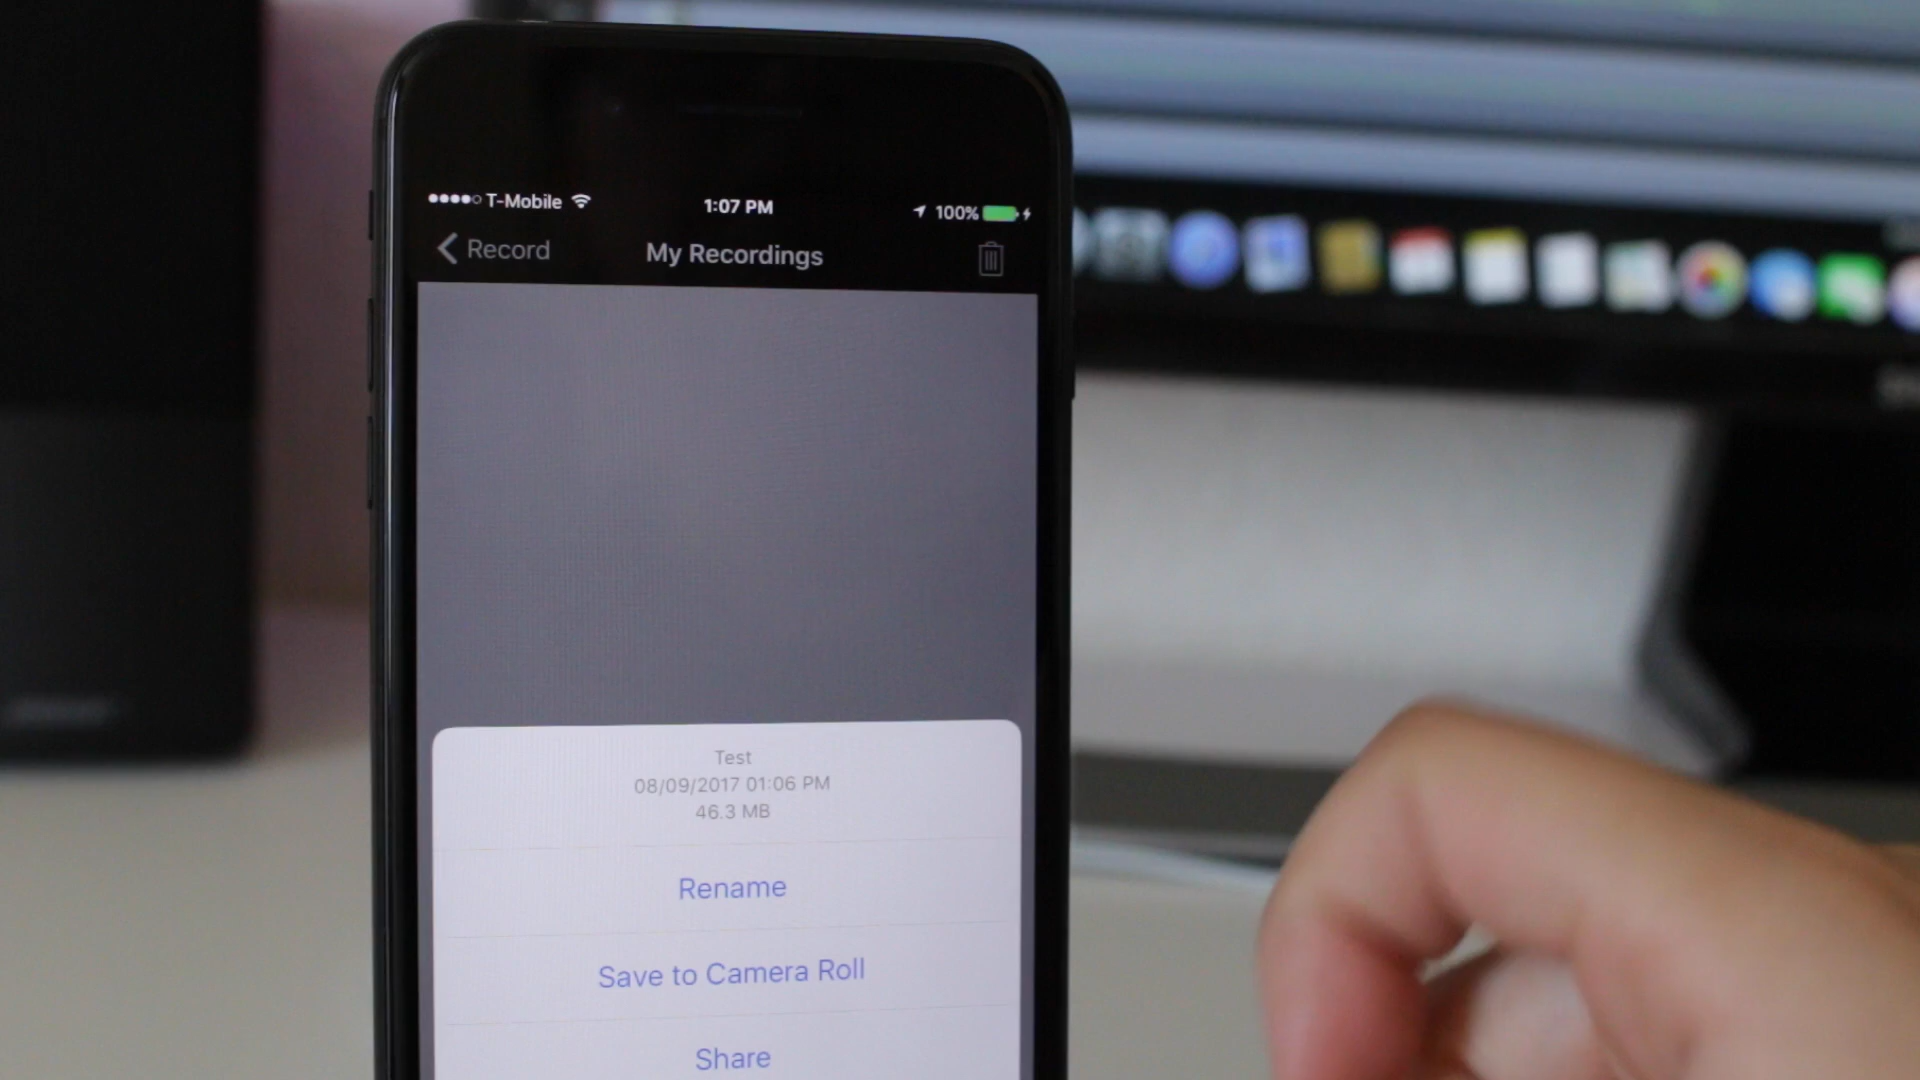 T-Mobile 1:07 PM 100%
Record My Recordings
Test
08/09/2017 01:06 PM
46.3 MB
Rename
Save to Camera Roll
Share